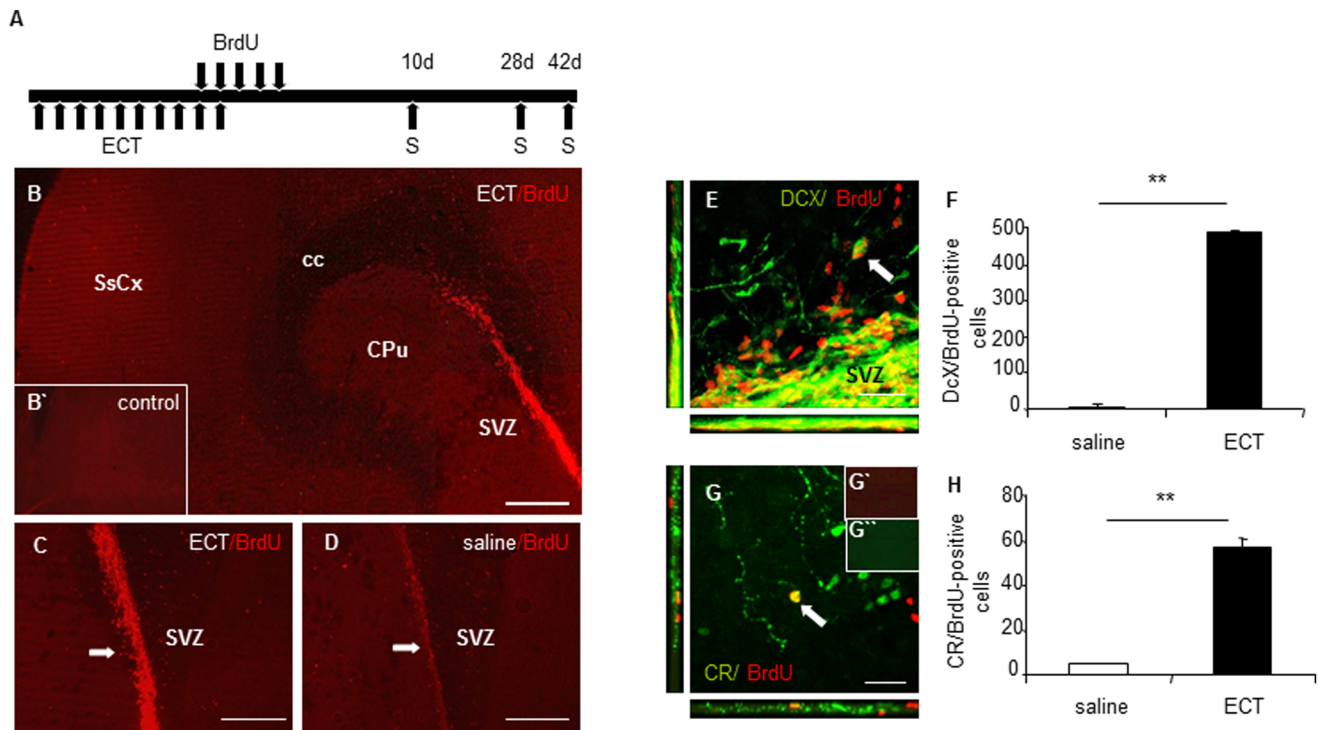 A
BrdU
10d 28d 42d
ECT S S S
B ECT/BrdU
cc
SsCx
CPu
B` control
SVZ
C ECT/BrdU
SVZ
D saline/BrdU
SVZ
E DCX/ BrdU
SVZ
F **
DcX/BrdU-positive
cells
500
400
300
400
200
100
0
saline ECT
G G`
G``
CR/ BrdU
H **
CR/BrdU-positive
cells
80
60
40
20
0
saline ECT